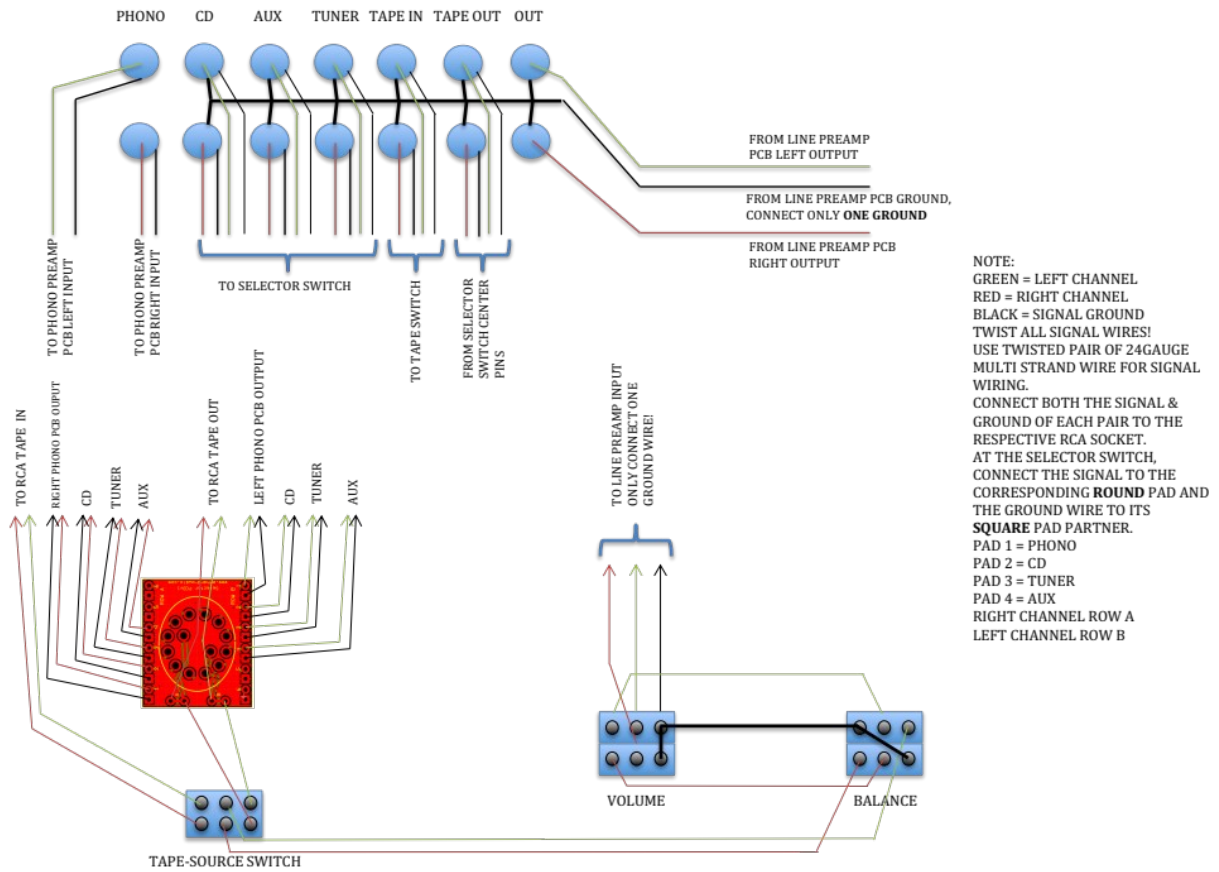 PHONO CD AUX TUNER TAPE IN TAPE OUT OUT
FROM LINE PREAMP
PCB LEFT OUTPUT
FROM LINE PREAMP PCB GROUND,
CONNECT ONLY ONE GROUND
FROM LINE PREAMP PCB
RIGHT OUTPUT
TO PHONO PREAMP
PCB LEFT INPUT
TO PHONO PREAMP
PCB RIGHT INPUT
TO SELECTOR SWITCH
TO TAPE SWITCH
FROM SELECTOR
SWITCH CENTER
PINS
NOTE:
GREEN = LEFT CHANNEL
RED = RIGHT CHANNEL
BLACK = SIGNAL GROUND
TWIST ALL SIGNAL WIRES!
USE TWISTED PAIR OF 24GAUGE
MULTI STRAND WIRE FOR SIGNAL
WIRING.
CONNECT BOTH THE SIGNAL &
GROUND OF EACH PAIR TO THE
RESPECTIVE RCA SOCKET.
AT THE SELECTOR SWITCH,
CONNECT THE SIGNAL TO THE
CORRESPONDING ROUND PAD AND
THE GROUND WIRE TO ITS
SQUARE PAD PARTNER.
PAD 1 = PHONO
PAD 2 = CD
PAD 3 = TUNER
PAD 4 = AUX
RIGHT CHANNEL ROW A
LEFT CHANNEL ROW B
TO RCA TAPE IN
RIGHT PHONO PCB OUPUT
CD
TUNER
AUX
TO RCA TAPE OUT
LEFT PHONO PCB OUTPUT
CD
TUNER
AUX
TO LINE PREAMP INPUT
ONLY CONNECT ONE
GROUND WIRE!
VOLUME
BALANCE
TAPE-SOURCE SWITCH